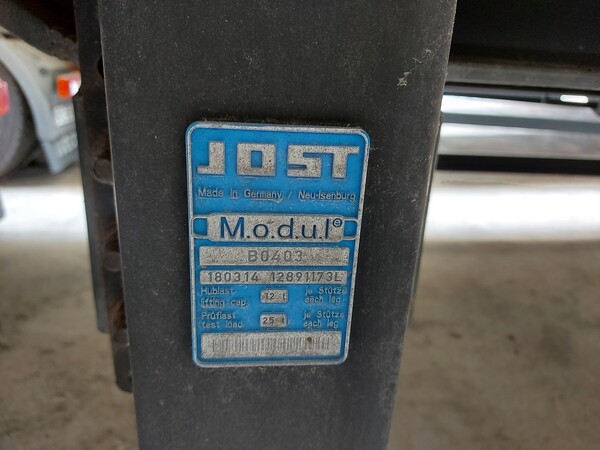 JOST
Made in Germany / Neu-Isenburg
M.o.d.u.l®
B0403
180314 12891173L
Hublast 12 t je Stütze
lifting cap. each leg
Prüflast 25 t je Stütze
test load each leg